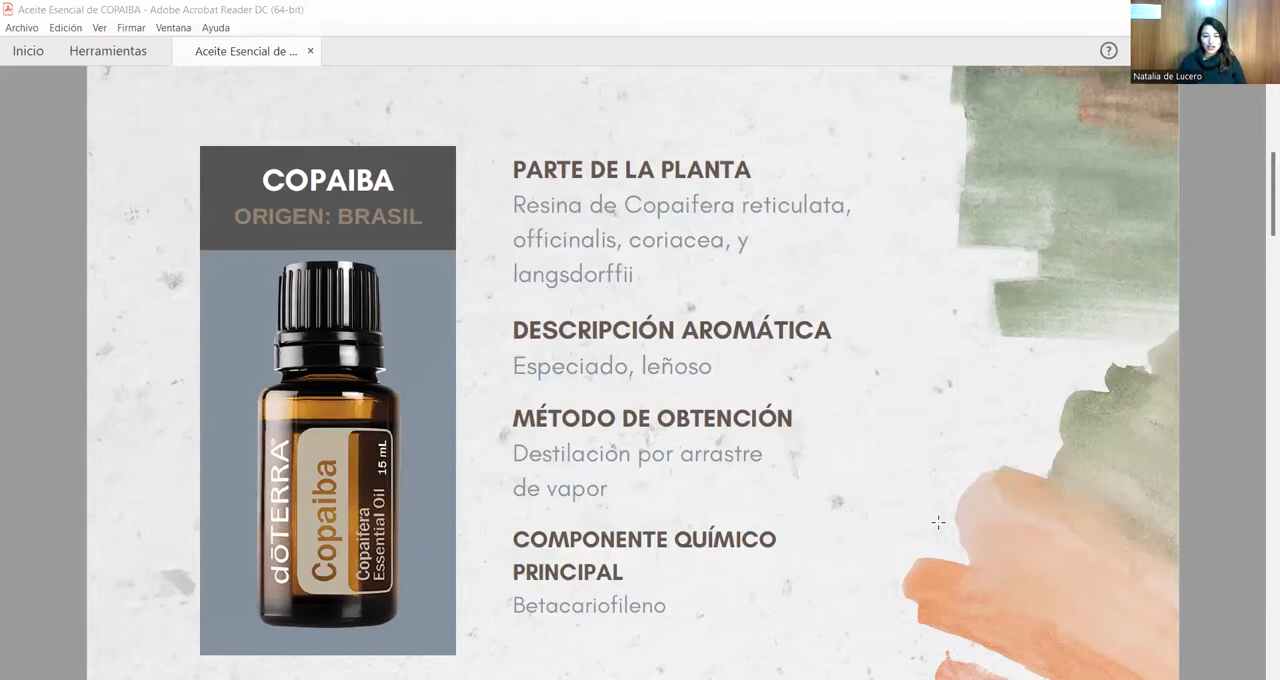 Aceite Esencial de COPAIBA - Adobe Acrobat Reader DC (64-bit)
Archivo Edición Ver Firmar Ventana Ayuda
Inicio Herramientas Aceite Esencial de ... ×
Natalia de Lucero
COPAIBA
ORIGEN: BRASIL
dōTERRA®
Copaiba
Copaifera
Essential Oil 15 mL
PARTE DE LA PLANTA
Resina de Copaifera reticulata,
officinalis, coriacea, y
langsdorffii
DESCRIPCIÓN AROMÁTICA
Especiado, leñoso
MÉTODO DE OBTENCIÓN
Destilación por arrastre
de vapor
COMPONENTE QUÍMICO
PRINCIPAL
Betacariofileno